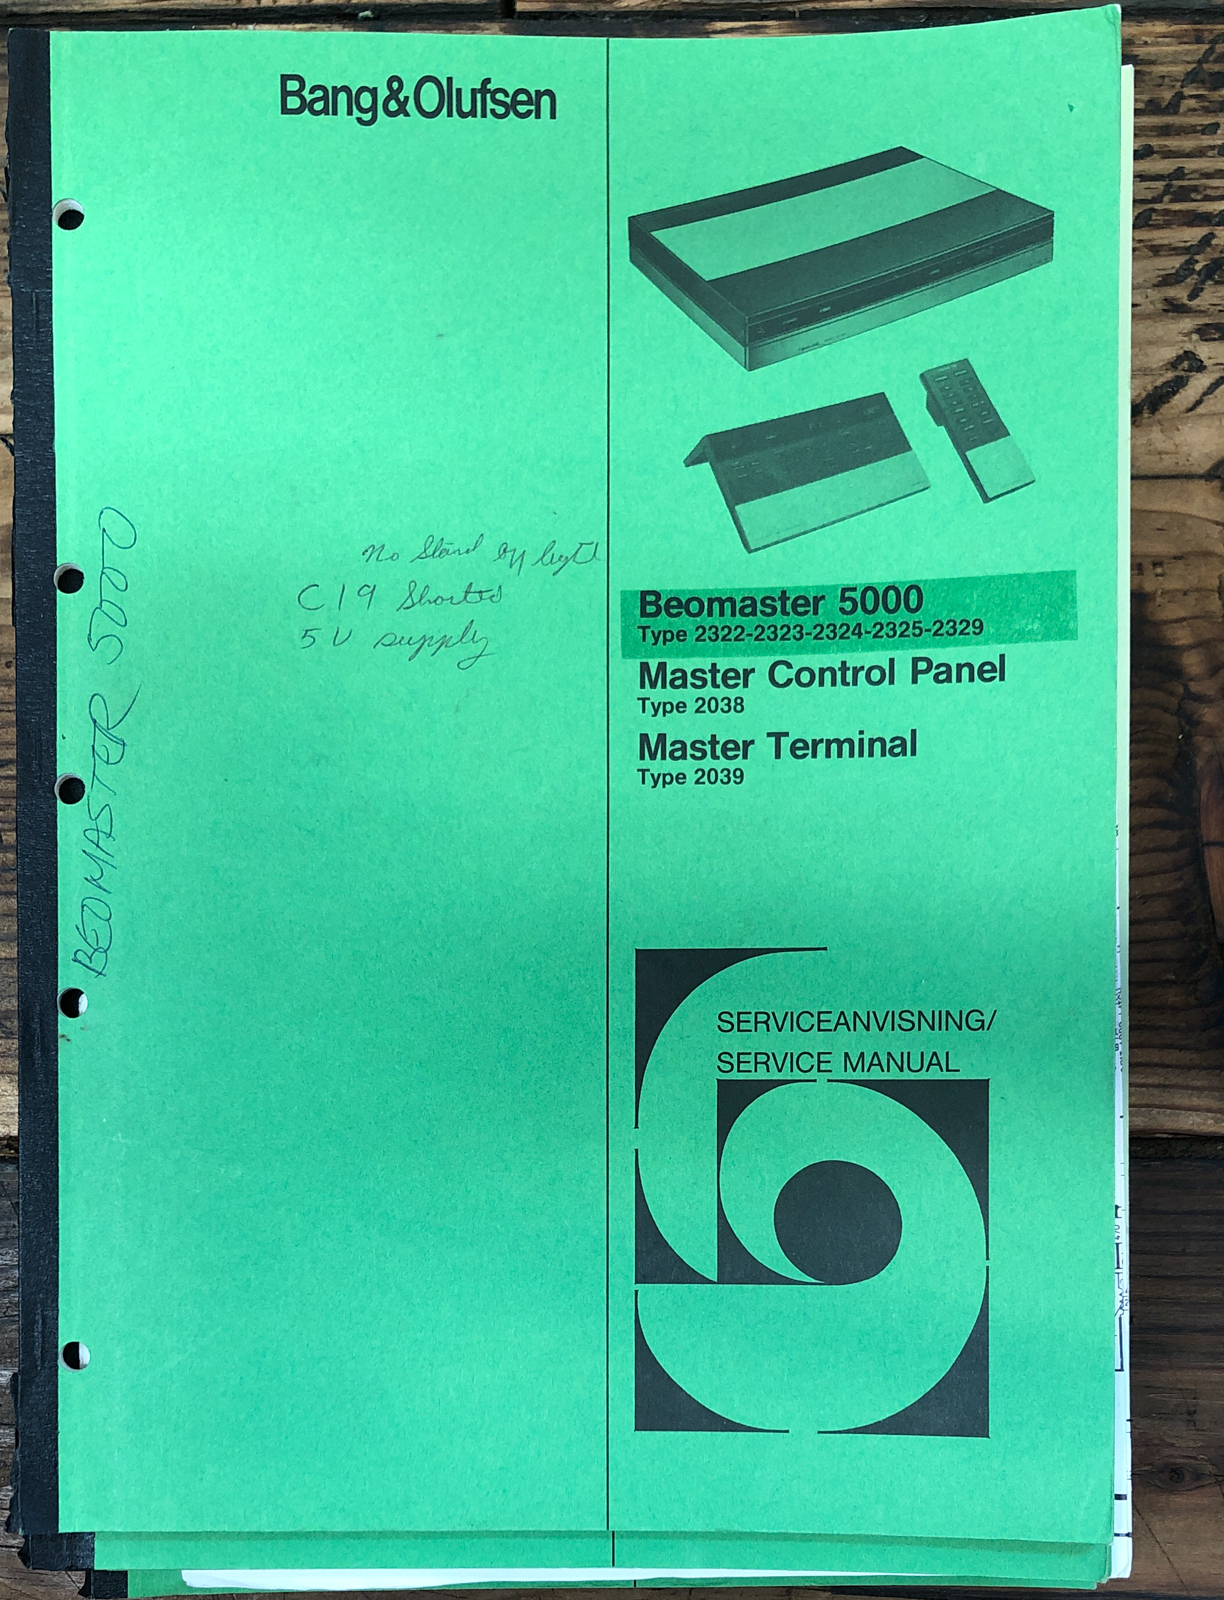 Bang&Olufsen
BEOMASTER 5000
No Stand by light
C19 Shorted
5V supply
Beomaster 5000
Type 2322-2323-2324-2325-2329
Master Control Panel
Type 2038
Master Terminal
Type 2039
SERVICEANVISNING/
SERVICE MANUAL